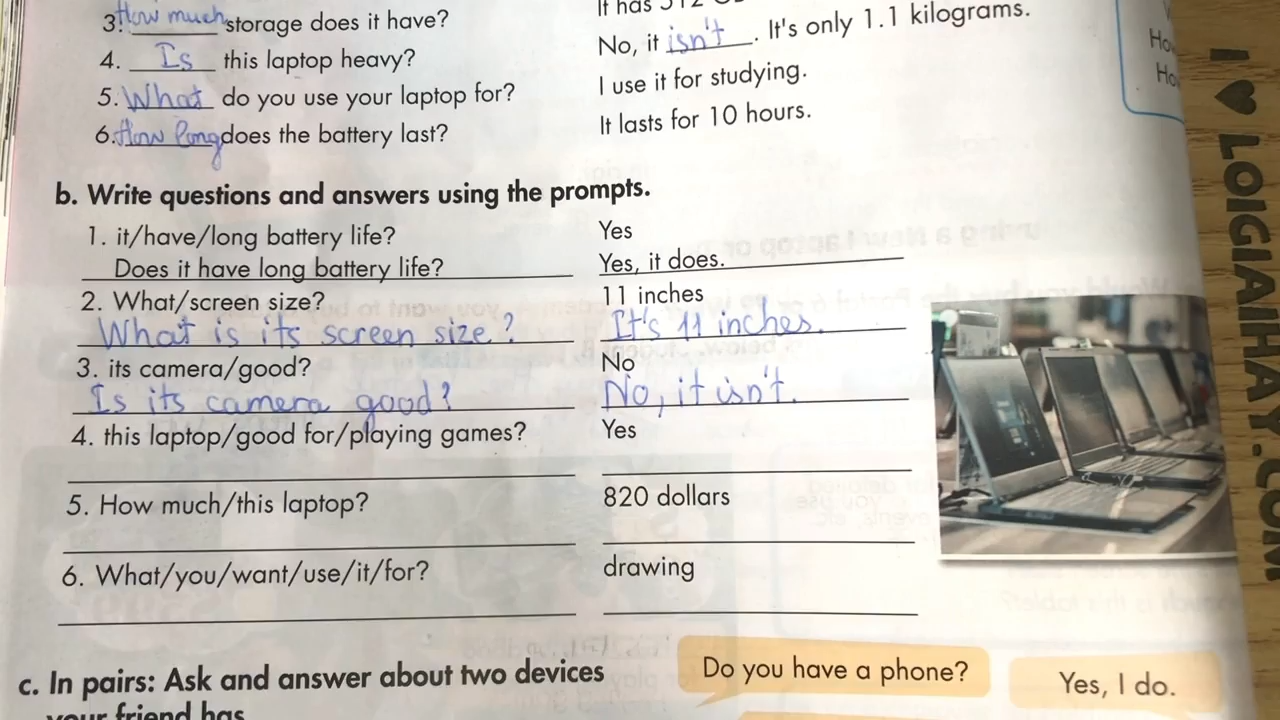 3. How much storage does it have?
4. Is this laptop heavy? No, it isn't. It's only 1.1 kilograms.
5. What do you use your laptop for? I use it for studying.
6. How long does the battery last? It lasts for 10 hours.
b. Write questions and answers using the prompts.
1. it/have/long battery life? Yes
Does it have long battery life? Yes, it does.
2. What/screen size? 11 inches
What is its screen size? It's 11 inches.
3. its camera/good? No
Is its camera good? No, it isn't.
4. this laptop/good for/playing games? Yes
5. How much/this laptop? 820 dollars
6. What/you/want/use/it/for? drawing
c. In pairs: Ask and answer about two devices
your friend has
Do you have a phone?
Yes, I do.
I ♥ LOIGIAIHAY.COM